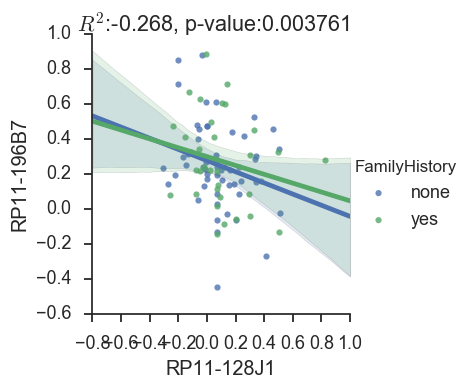 R²:-0.268, p-value:0.003761
1.0
0.8
0.6
0.4
0.2
0.0
−0.2
−0.4
−0.6
RP11-196B7
FamilyHistory
none
yes
−0.8 −0.6 −0.4 −0.2 0.0 0.2 0.4 0.6 0.8 1.0
RP11-128J1